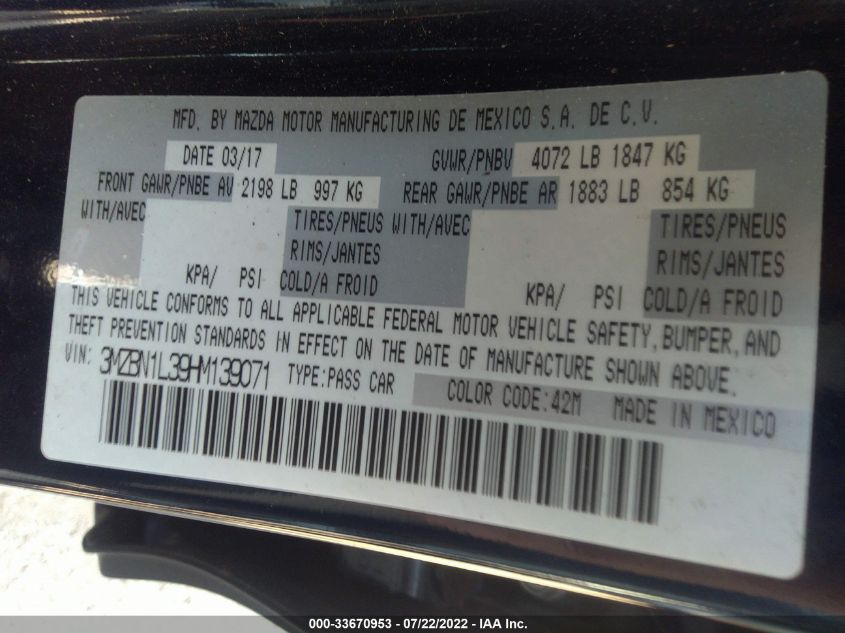 MFD. BY MAZDA MOTOR MANUFACTURING DE MEXICO S.A. DE C.V.
DATE 03/17 GVWR/PNBV 4072 LB 1847 KG
FRONT GAWR/PNBE AV 2198 LB 997 KG REAR GAWR/PNBE AR 1883 LB 854 KG
WITH/AVEC TIRES/PNEUS WITH/AVEC TIRES/PNEUS
RIMS/JANTES RIMS/JANTES
KPA/ PSI COLD/A FROID KPA/ PSI COLD/A FROID
THIS VEHICLE CONFORMS TO ALL APPLICABLE FEDERAL MOTOR VEHICLE SAFETY, BUMPER, AND
THEFT PREVENTION STANDARDS IN EFFECT ON THE DATE OF MANUFACTURE SHOWN ABOVE.
VIN: 3MZBN1L39HM139071 TYPE:PASS CAR COLOR CODE:42M MADE IN MEXICO
000-33670953 - 07/22/2022 - IAA Inc.